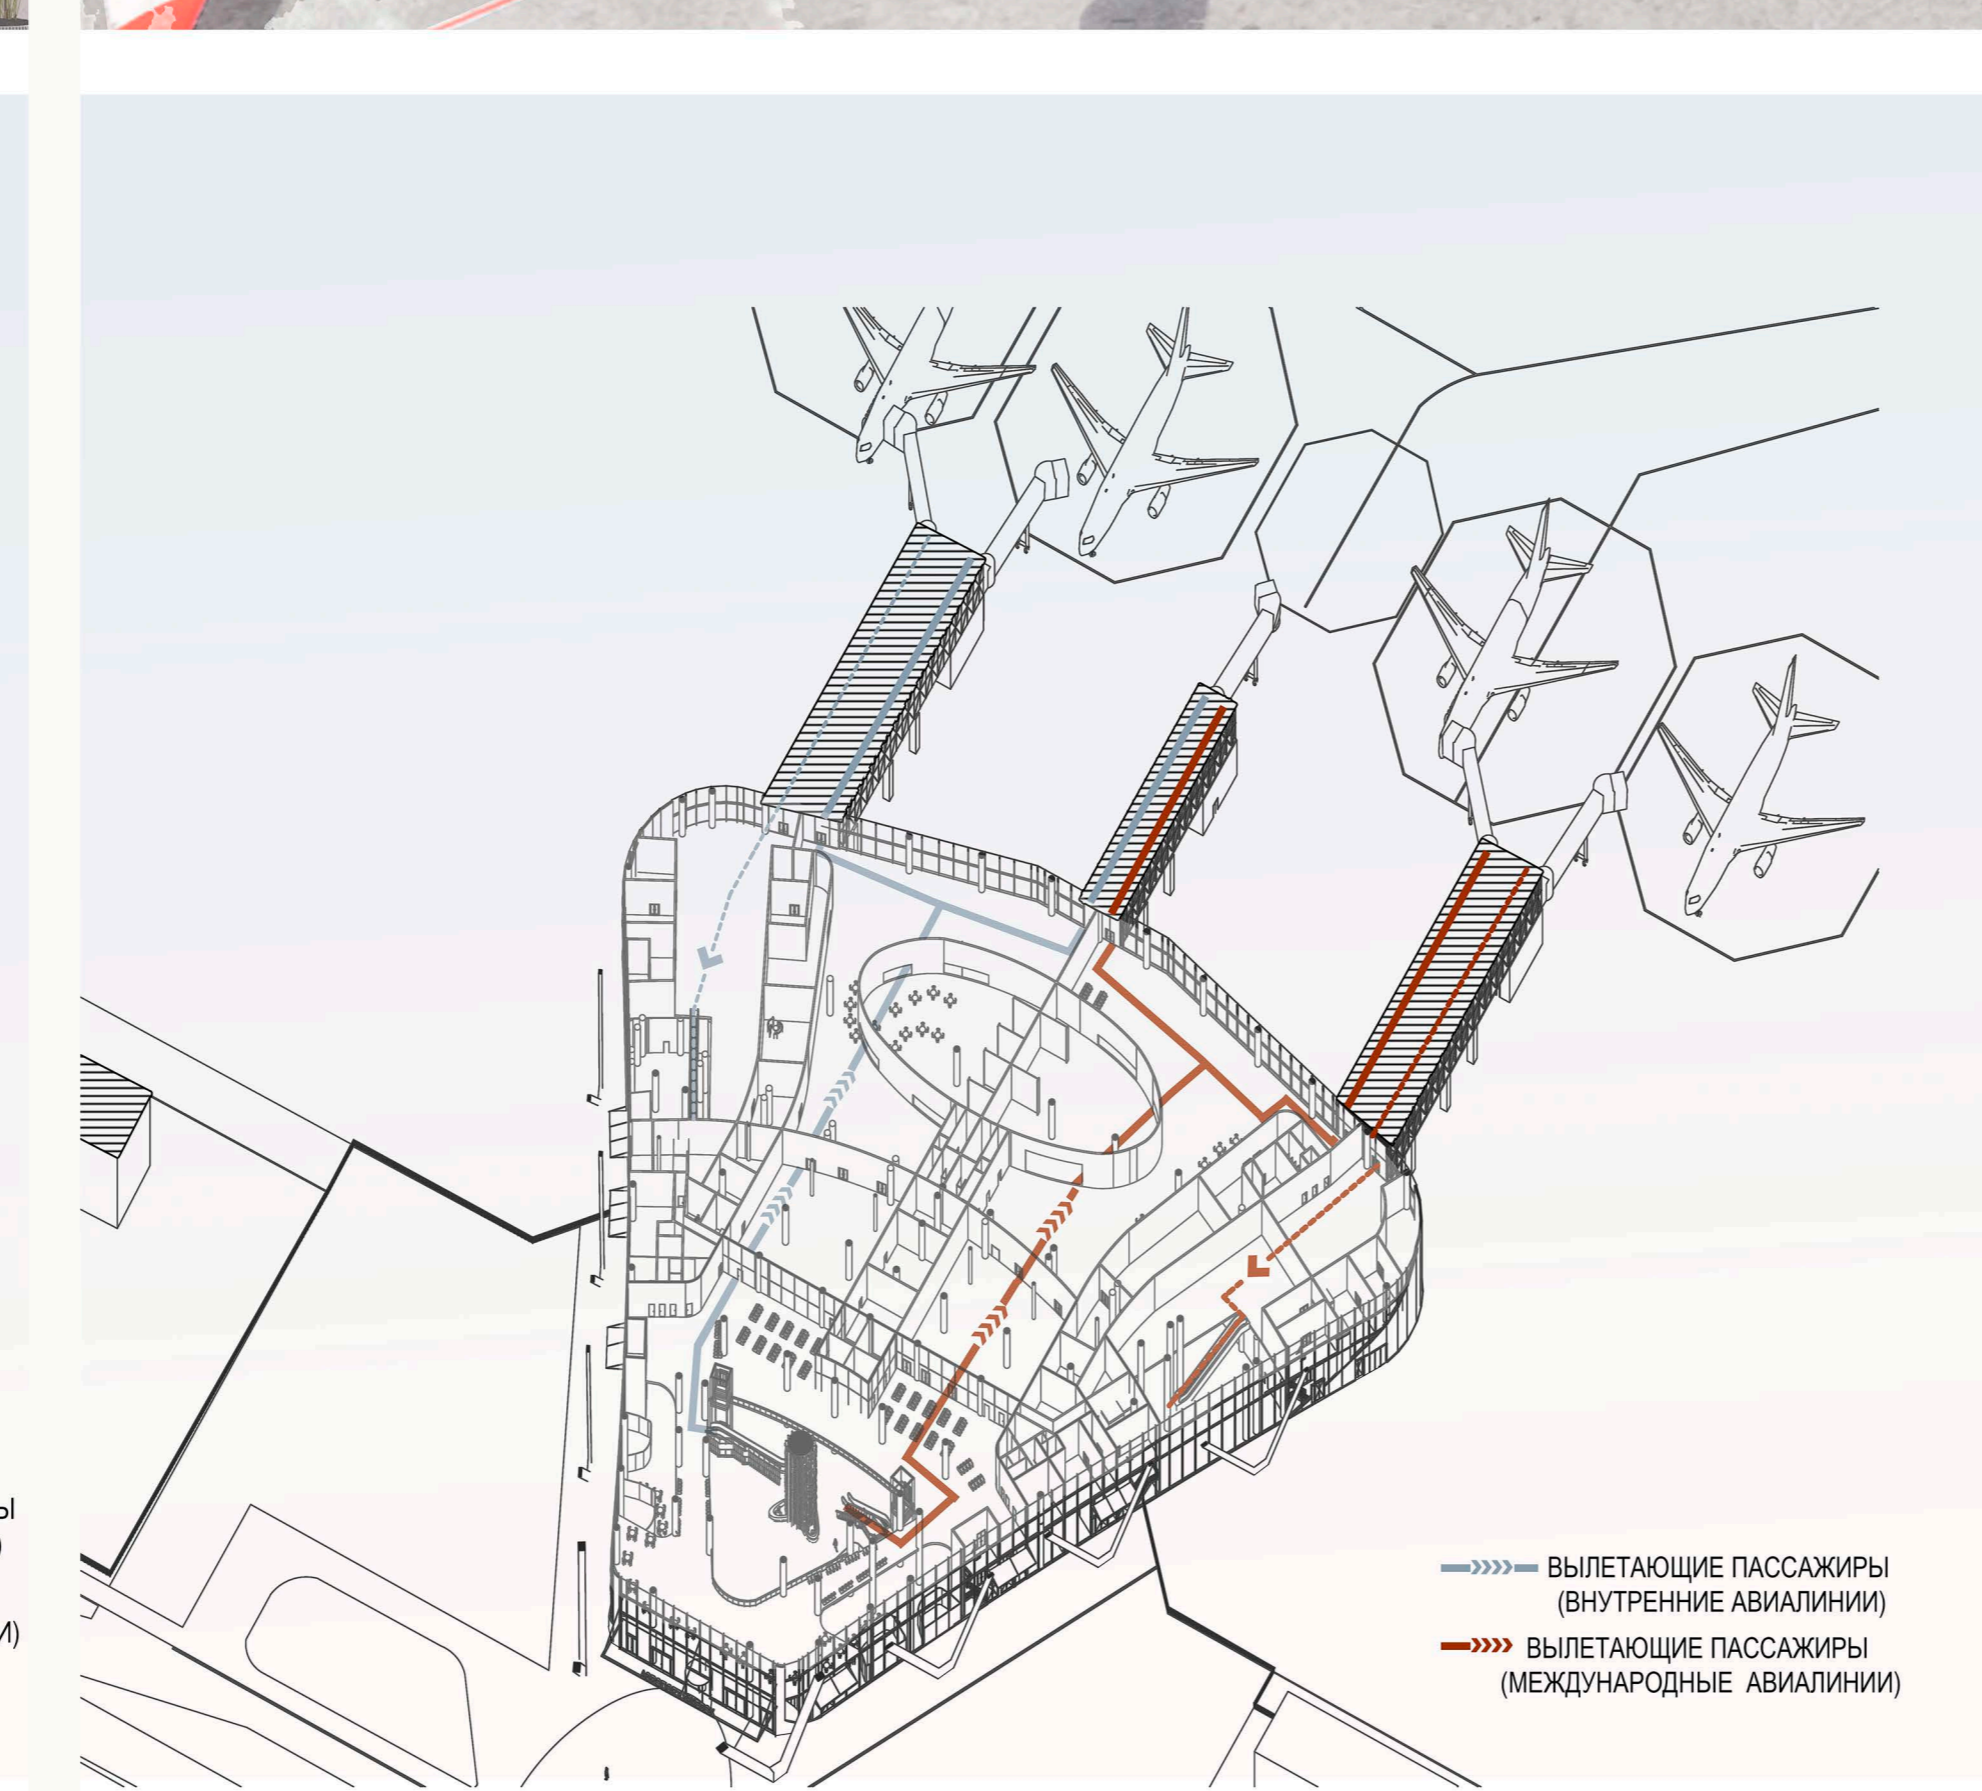 Ы
)
И)
ВЫЛЕТАЮЩИЕ ПАССАЖИРЫ
(ВНУТРЕННИЕ АВИАЛИНИИ)
ВЫЛЕТАЮЩИЕ ПАССАЖИРЫ
(МЕЖДУНАРОДНЫЕ АВИАЛИНИИ)